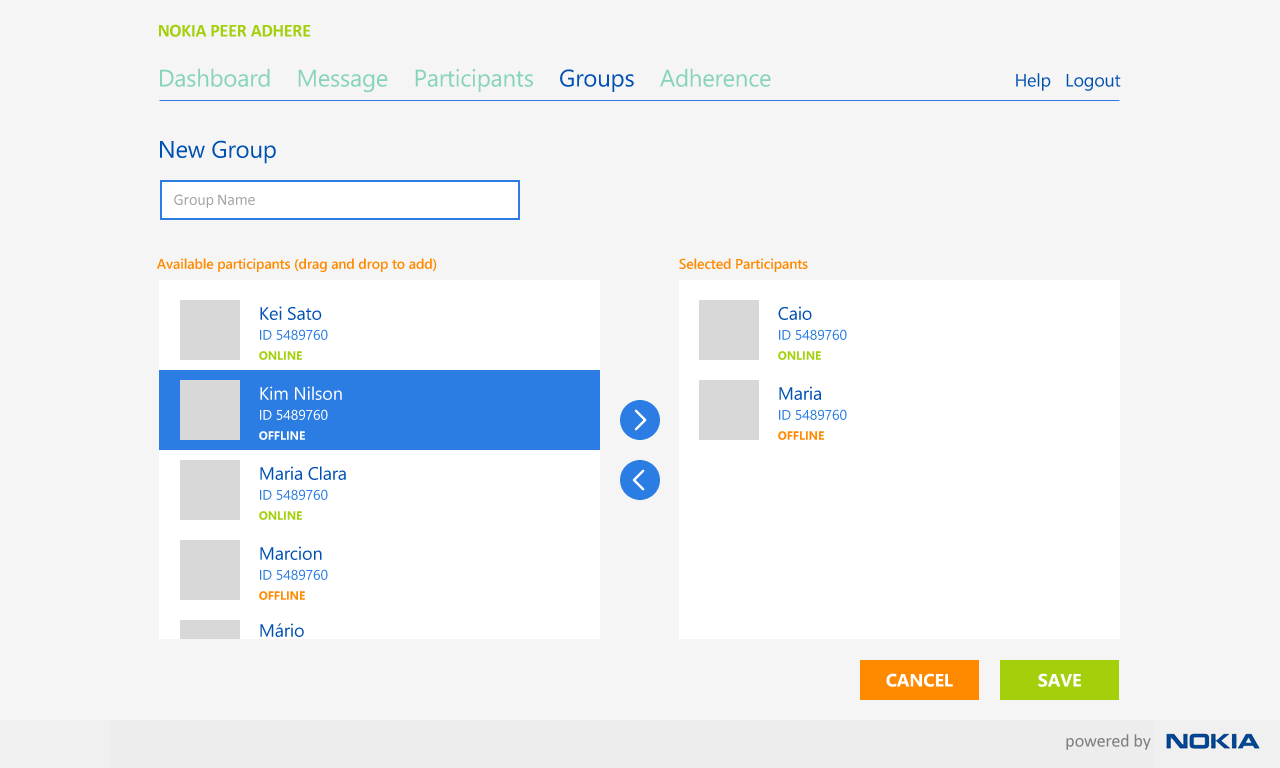 NOKIA PEER ADHERE
Dashboard Message Participants Groups Adherence Help Logout
New Group
Group Name
Available participants (drag and drop to add)
Kei Sato
ID 5489760
ONLINE
Kim Nilson
ID 5489760
OFFLINE
Maria Clara
ID 5489760
ONLINE
Marcion
ID 5489760
OFFLINE
Mário
Selected Participants
Caio
ID 5489760
ONLINE
Maria
ID 5489760
OFFLINE
CANCEL SAVE
powered by NOKIA